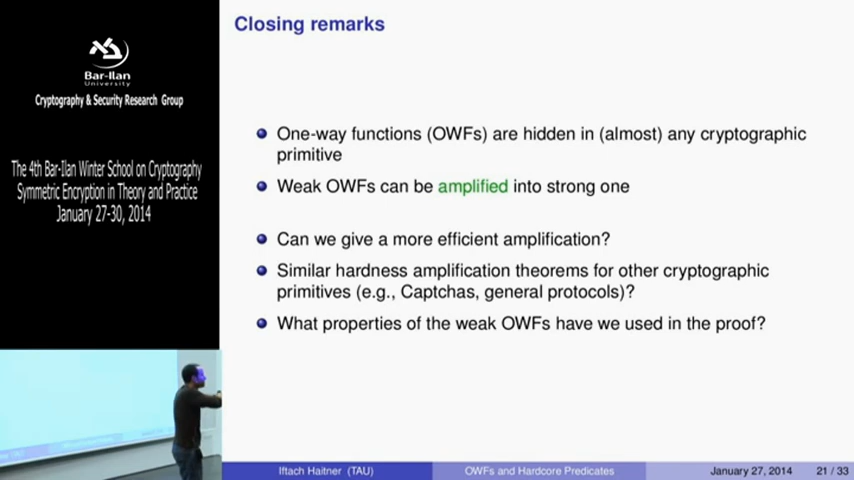 Closing remarks
Bar-Ilan
University
Cryptography & Security Research Group
The 4th Bar-Ilan Winter School on Cryptography
Symmetric Encryption in Theory and Practice
January 27-30, 2014
One-way functions (OWFs) are hidden in (almost) any cryptographic
primitive
Weak OWFs can be amplified into strong one
Can we give a more efficient amplification?
Similar hardness amplification theorems for other cryptographic
primitives (e.g., Captchas, general protocols)?
What properties of the weak OWFs have we used in the proof?
Iftach Haitner (TAU)
OWFs and Hardcore Predicates
January 27, 2014
21 / 33